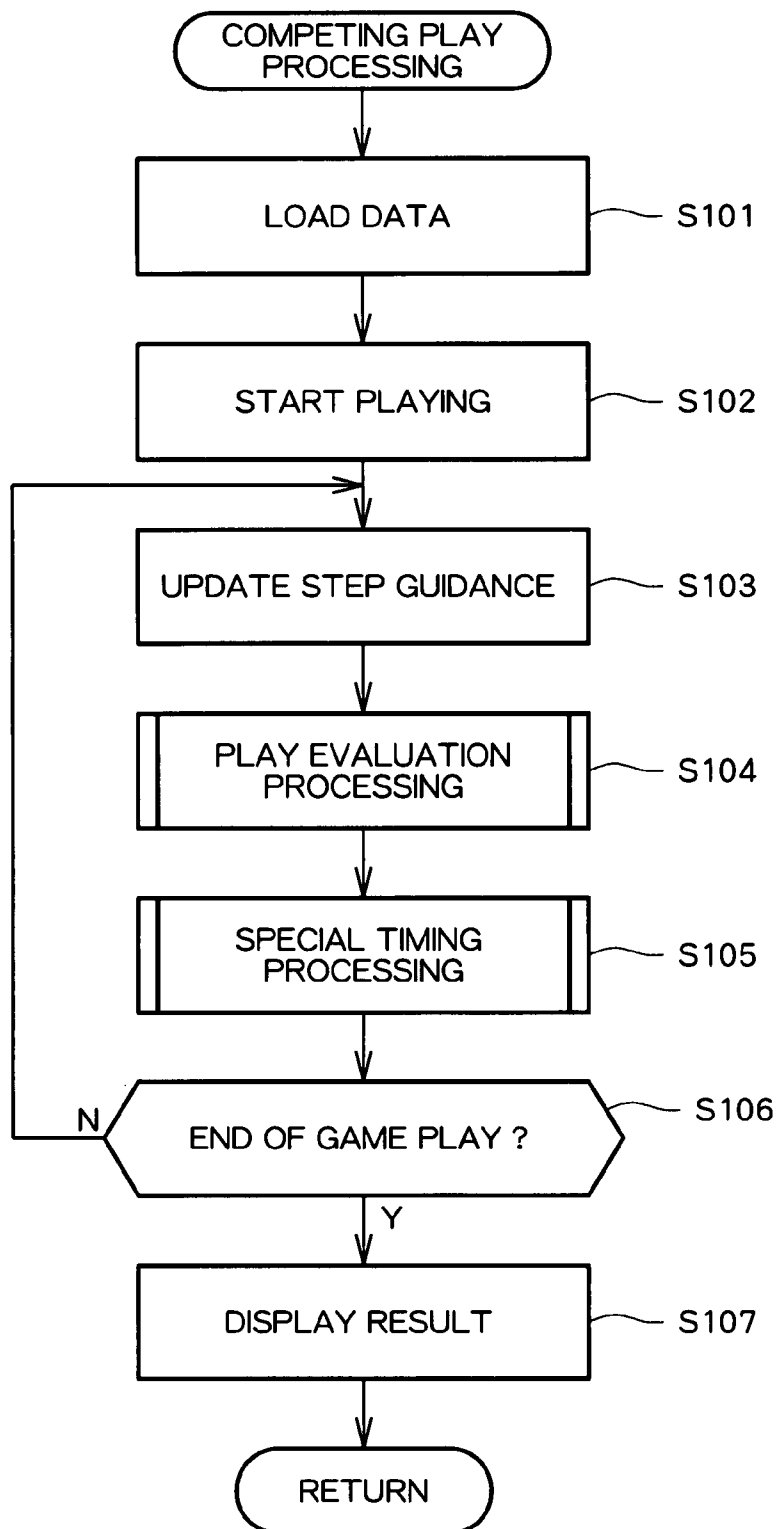 COMPETING PLAY
PROCESSING
LOAD DATA
S101
START PLAYING
S102
UPDATE STEP GUIDANCE
S103
PLAY EVALUATION
PROCESSING
S104
SPECIAL TIMING
PROCESSING
S105
N
END OF GAME PLAY ?
S106
Y
DISPLAY RESULT
S107
RETURN